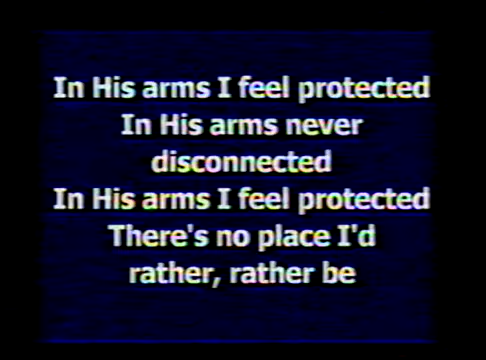 In His arms I feel protected
In His arms never
disconnected
In His arms I feel protected
There's no place I'd
rather, rather be